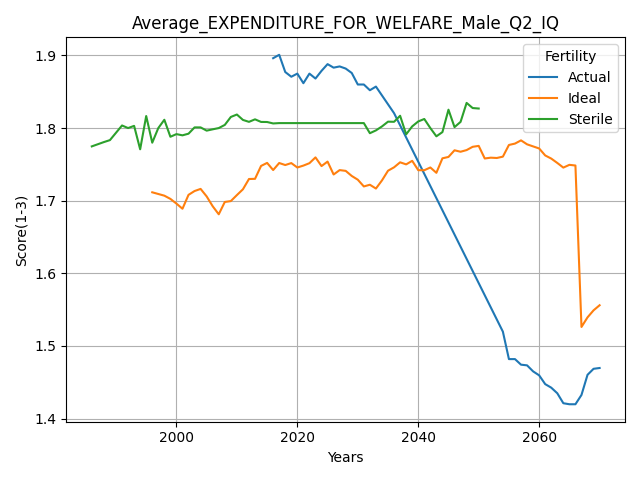 Average_EXPENDITURE_FOR_WELFARE_Male_Q2_IQ
Fertility
Actual
Ideal
Sterile
1.9
1.8
1.7
1.6
1.5
1.4
Score(1-3)
2000
2020
2040
2060
Years